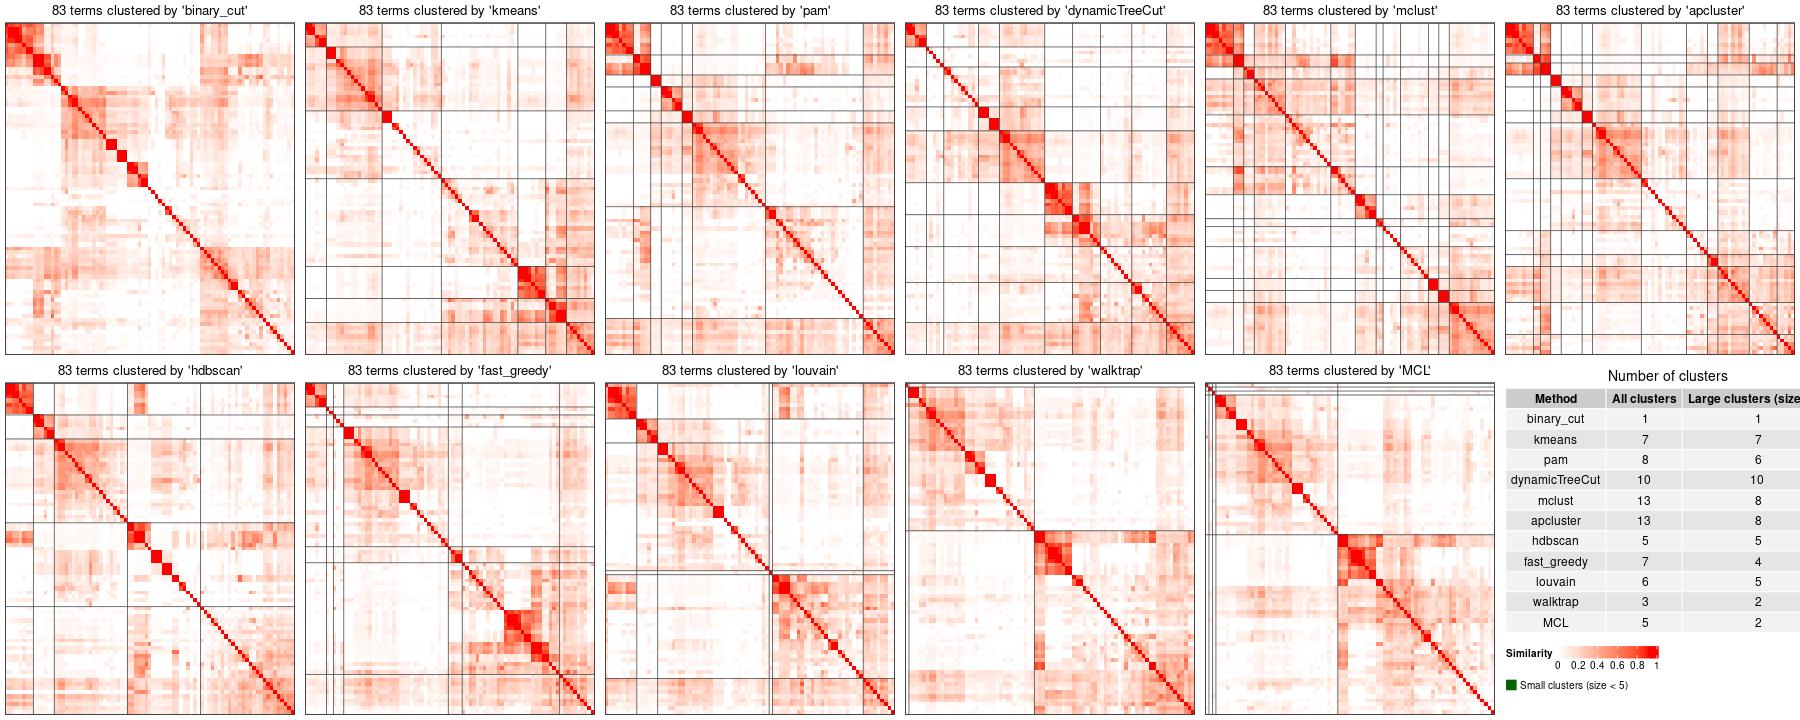 83 terms clustered by 'binary_cut'
83 terms clustered by 'kmeans'
83 terms clustered by 'pam'
83 terms clustered by 'dynamicTreeCut'
83 terms clustered by 'mclust'
83 terms clustered by 'apcluster'
83 terms clustered by 'hdbscan'
83 terms clustered by 'fast_greedy'
83 terms clustered by 'louvain'
83 terms clustered by 'walktrap'
83 terms clustered by 'MCL'
Number of clusters
Method All clusters Large clusters (size
binary_cut 1 1
kmeans 7 7
pam 8 6
dynamicTreeCut 10 10
mclust 13 8
apcluster 13 8
hdbscan 5 5
fast_greedy 7 4
louvain 6 5
walktrap 3 2
MCL 5 2
Similarity
0 0.2 0.4 0.6 0.8 1
Small clusters (size < 5)